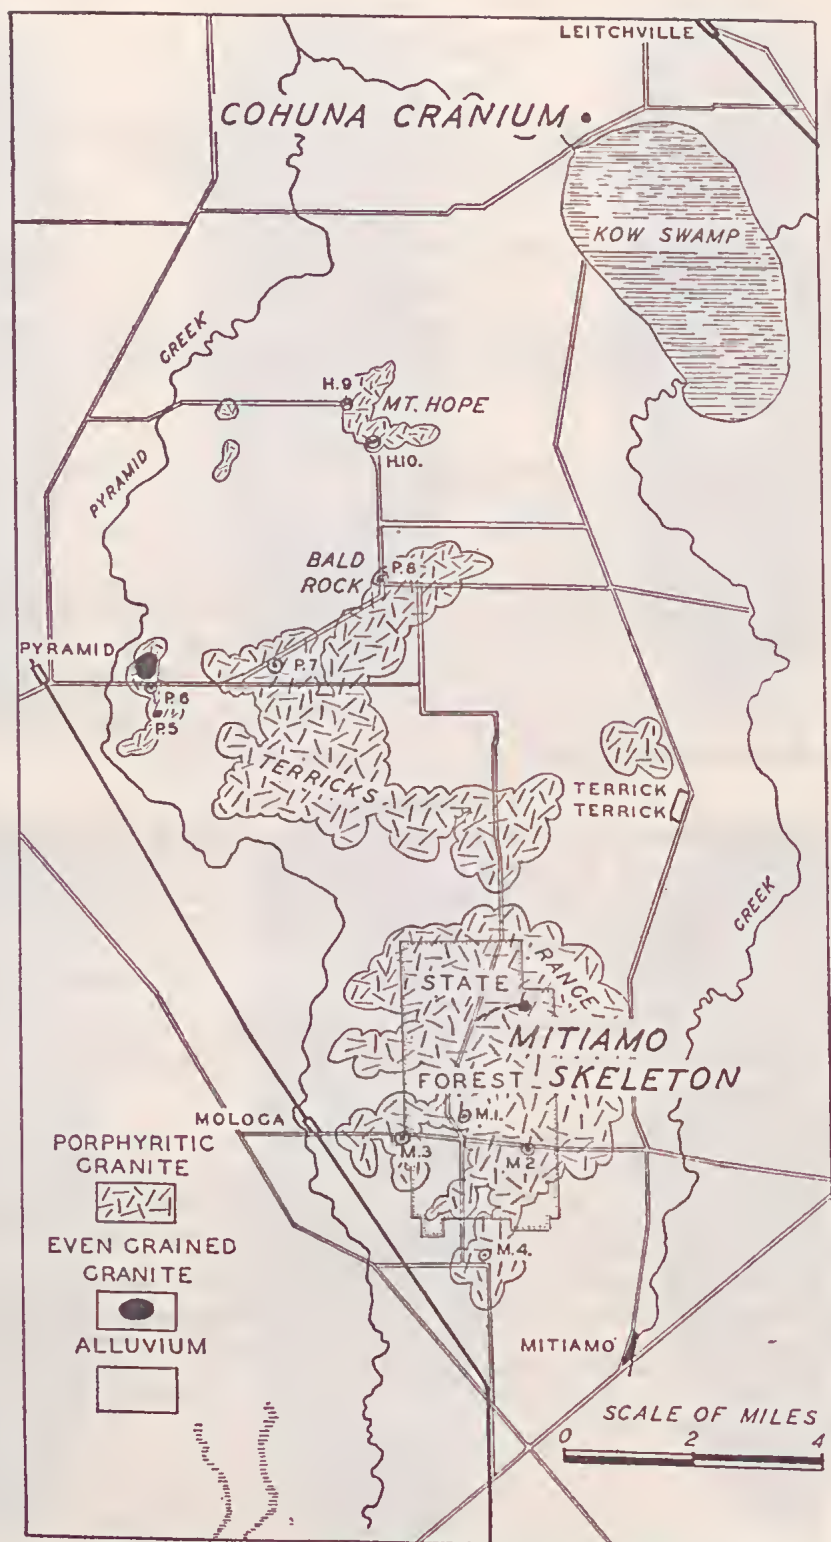 LEITCHVILLE
COHUNA CRANIUM
KOW SWAMP
CREEK
H.9
MT. HOPE
H.10.
PYRAMID
BALD
ROCK
P.8
PYRAMID
P.7
P.6
P.5
TERRICKS
TERRICK
TERRICK
CREEK
STATE
RANGE
MITIAMO
FOREST
SKELETON
M.1.
MOLOGA
M.3
M.2
PORPHYRITIC
GRANITE
EVEN GRAINED
GRANITE
M.4.
ALLUVIUM
MITIAMO
SCALE OF MILES
0 2 4